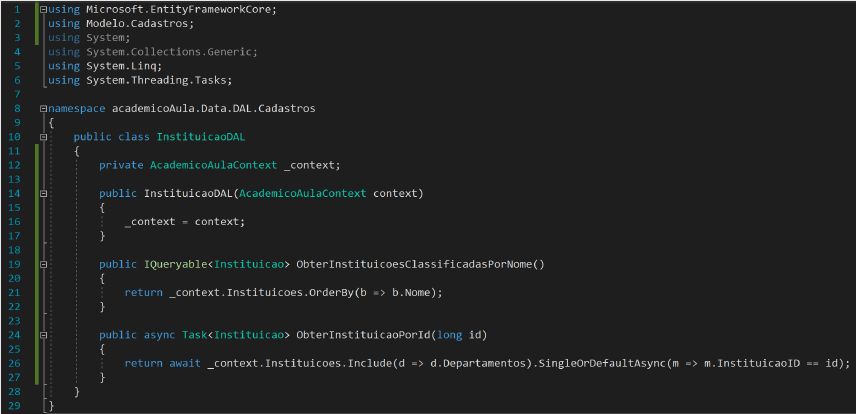 1 using Microsoft.EntityFrameworkCore;
2 using Modelo.Cadastros;
3 using System;
4 using System.Collections.Generic;
5 using System.Linq;
6 using System.Threading.Tasks;
7
8 namespace academicoAula.Data.DAL.Cadastros
9 {
10     public class InstituicaoDAL
11     {
12         private AcademicoAulaContext _context;
13
14         public InstituicaoDAL(AcademicoAulaContext context)
15         {
16             _context = context;
17         }
18
19         public IQueryable<Instituicao> ObterInstituicoesClassificadasPorNome()
20         {
21             return _context.Instituicoes.OrderBy(b => b.Nome);
22         }
23
24         public async Task<Instituicao> ObterInstituicaoPorId(long id)
25         {
26             return await _context.Instituicoes.Include(d => d.Departamentos).SingleOrDefaultAsync(m => m.InstituicaoID == id);
27         }
28     }
29 }